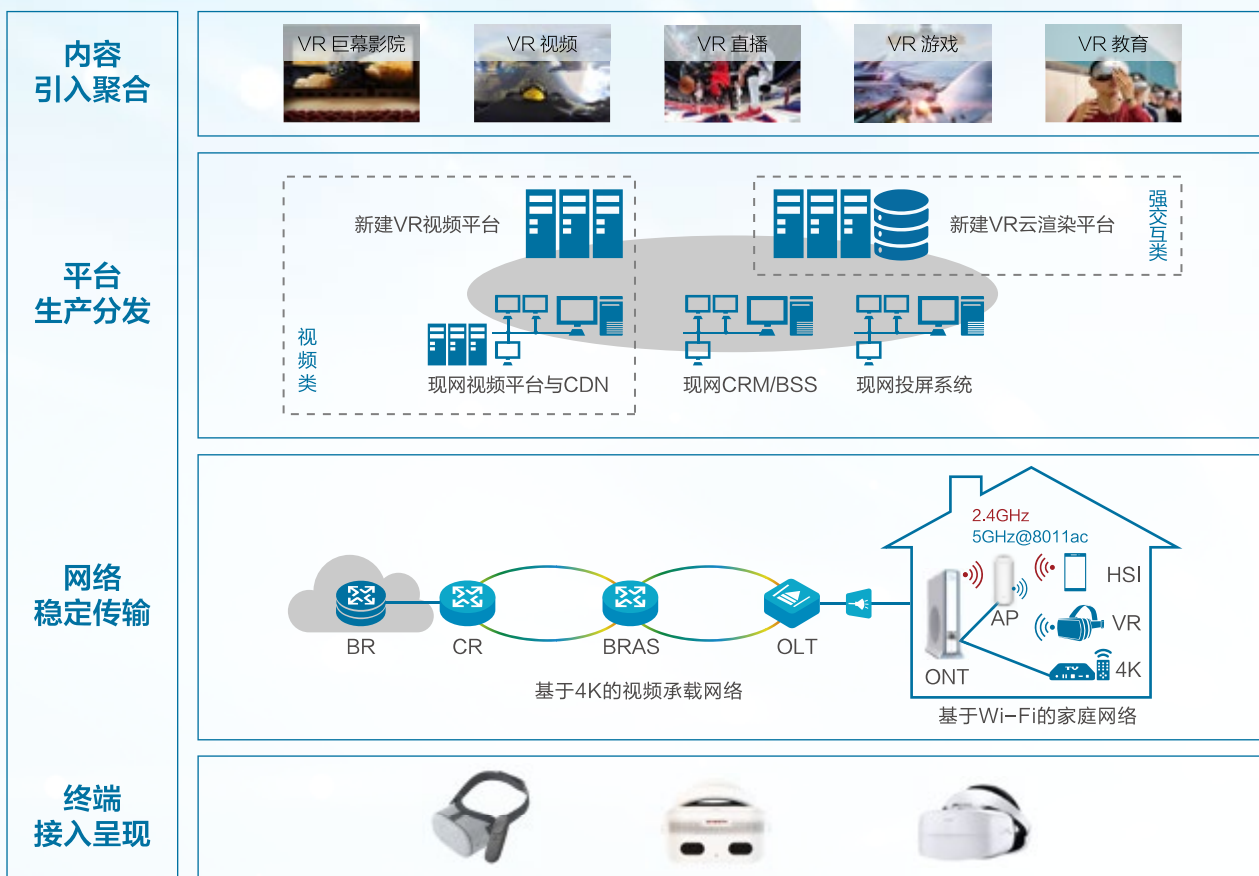 内容
引入聚合
VR 巨幕影院
VR 视频
VR 直播
VR 游戏
VR 教育
平台
生产分发
新建VR视频平台
新建VR云渲染平台
强交互类
视频类
现网视频平台与CDN
现网CRM/BSS
现网投屏系统
网络
稳定传输
2.4GHz
5GHz@8011ac
HSI
AP
VR
TV
4K
ONT
BR
CR
BRAS
OLT
基于4K的视频承载网络
基于Wi-Fi的家庭网络
终端
接入呈现